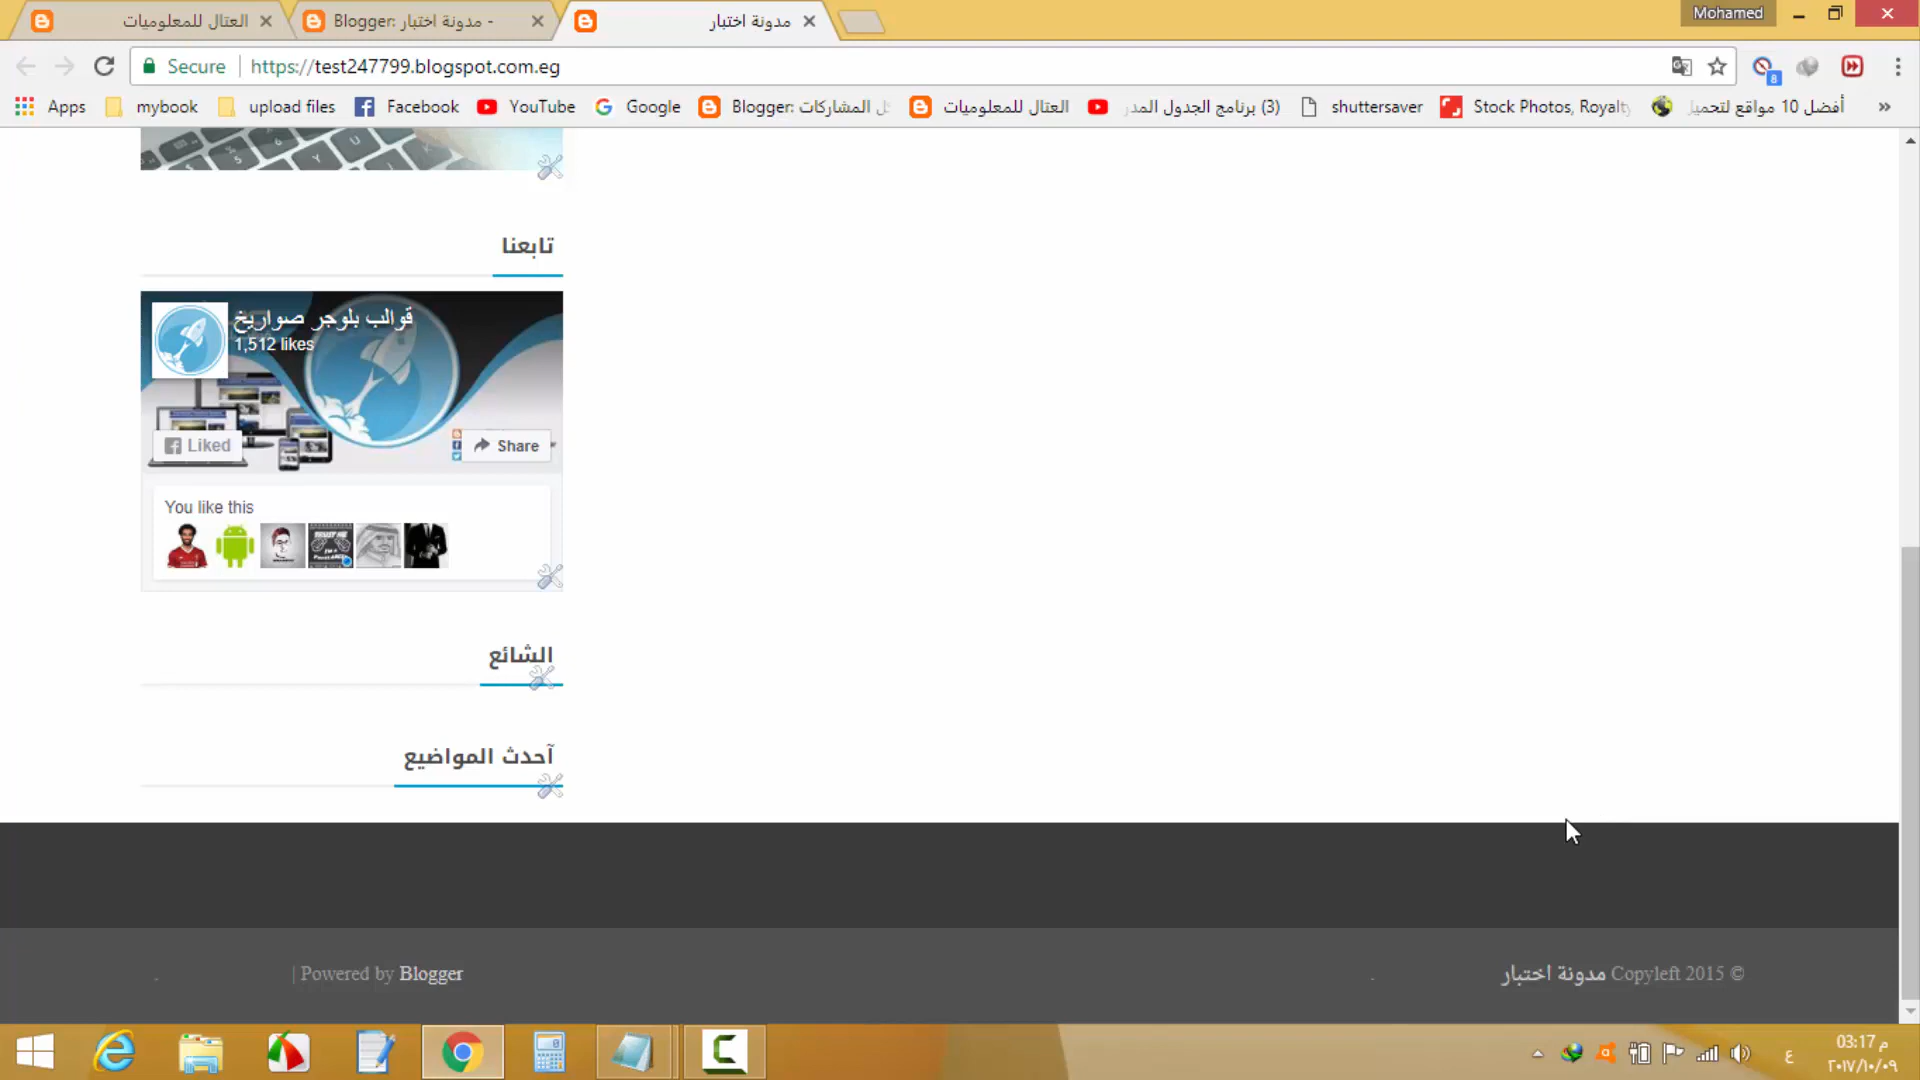 العتال للمعلوميات
Blogger: مدونة اختبار -
مدونة اختبار
Mohamed
Secure
https://test247799.blogspot.com.eg
8
Apps
mybook
upload files
Facebook
YouTube
Google
Blogger: كل المشاركات
العتال للمعلوميات
(3) برنامج الجدول المدر
shuttersaver
Stock Photos, Royalty
أفضل 10 مواقع لتحميل
»
تابعنا
قوالب بلوجر صواريخ
1,512 likes
Liked
Share
You like this
الشائع
آحدث المواضيع
| Powered by Blogger
مدونة اختبار Copyleft 2015 ©
ع
03:17 م
٢٠١٧/١٠/٠٩